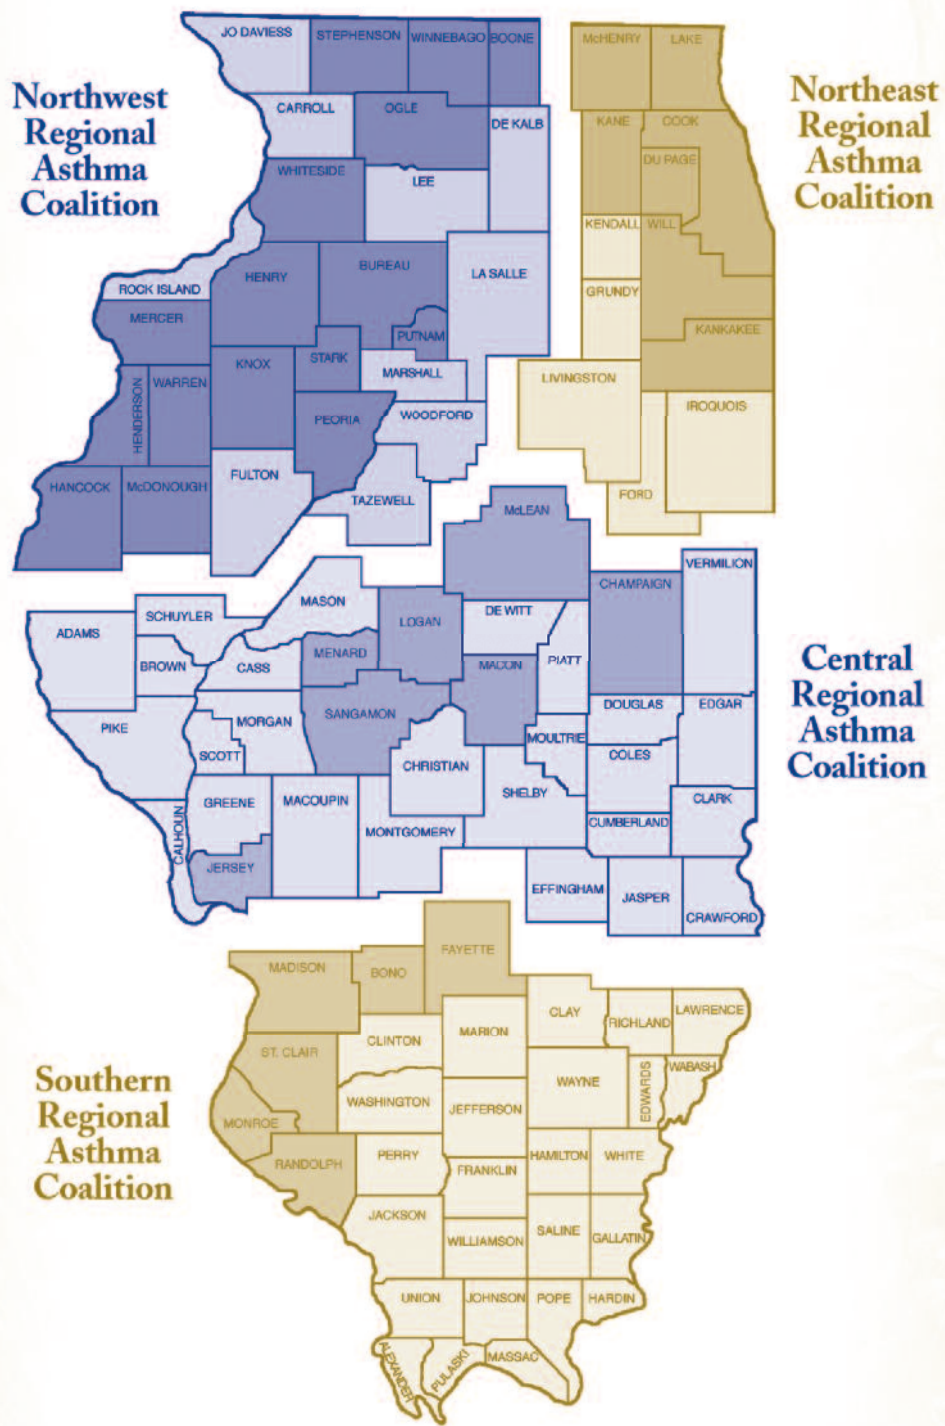 Northwest
Regional
Asthma
Coalition
JO DAVIESS
STEPHENSON
WINNEBAGO
BOONE
CARROLL
OGLE
DE KALB
WHITESIDE
LEE
ROCK ISLAND
HENRY
BUREAU
LA SALLE
MERCER
PUTNAM
KNOX
STARK
MARSHALL
HENDERSON
WARREN
PEORIA
WOODFORD
HANCOCK
McDONOUGH
FULTON
TAZEWELL
Northeast
Regional
Asthma
Coalition
McHENRY
LAKE
KANE
COOK
DU PAGE
KENDALL
WILL
GRUNDY
KANKAKEE
LIVINGSTON
IROQUOIS
FORD
Central
Regional
Asthma
Coalition
McLEAN
VERMILION
CHAMPAIGN
MASON
SCHUYLER
ADAMS
LOGAN
DE WITT
BROWN
CASS
MENARD
MACON
PIATT
PIKE
MORGAN
SANGAMON
DOUGLAS
EDGAR
SCOTT
CHRISTIAN
MOULTRIE
COLES
GREENE
MACOUPIN
SHELBY
CLARK
CALHOUN
MONTGOMERY
CUMBERLAND
JERSEY
EFFINGHAM
JASPER
CRAWFORD
Southern
Regional
Asthma
Coalition
MADISON
BONO
FAYETTE
CLAY
RICHLAND
LAWRENCE
ST. CLAIR
CLINTON
MARION
WAYNE
EDWARDS
WABASH
MONROE
WASHINGTON
JEFFERSON
RANDOLPH
PERRY
FRANKLIN
HAMILTON
WHITE
JACKSON
WILLIAMSON
SALINE
GALLATIN
UNION
JOHNSON
POPE
HARDIN
ALEXANDER
PULASKI
MASSAC